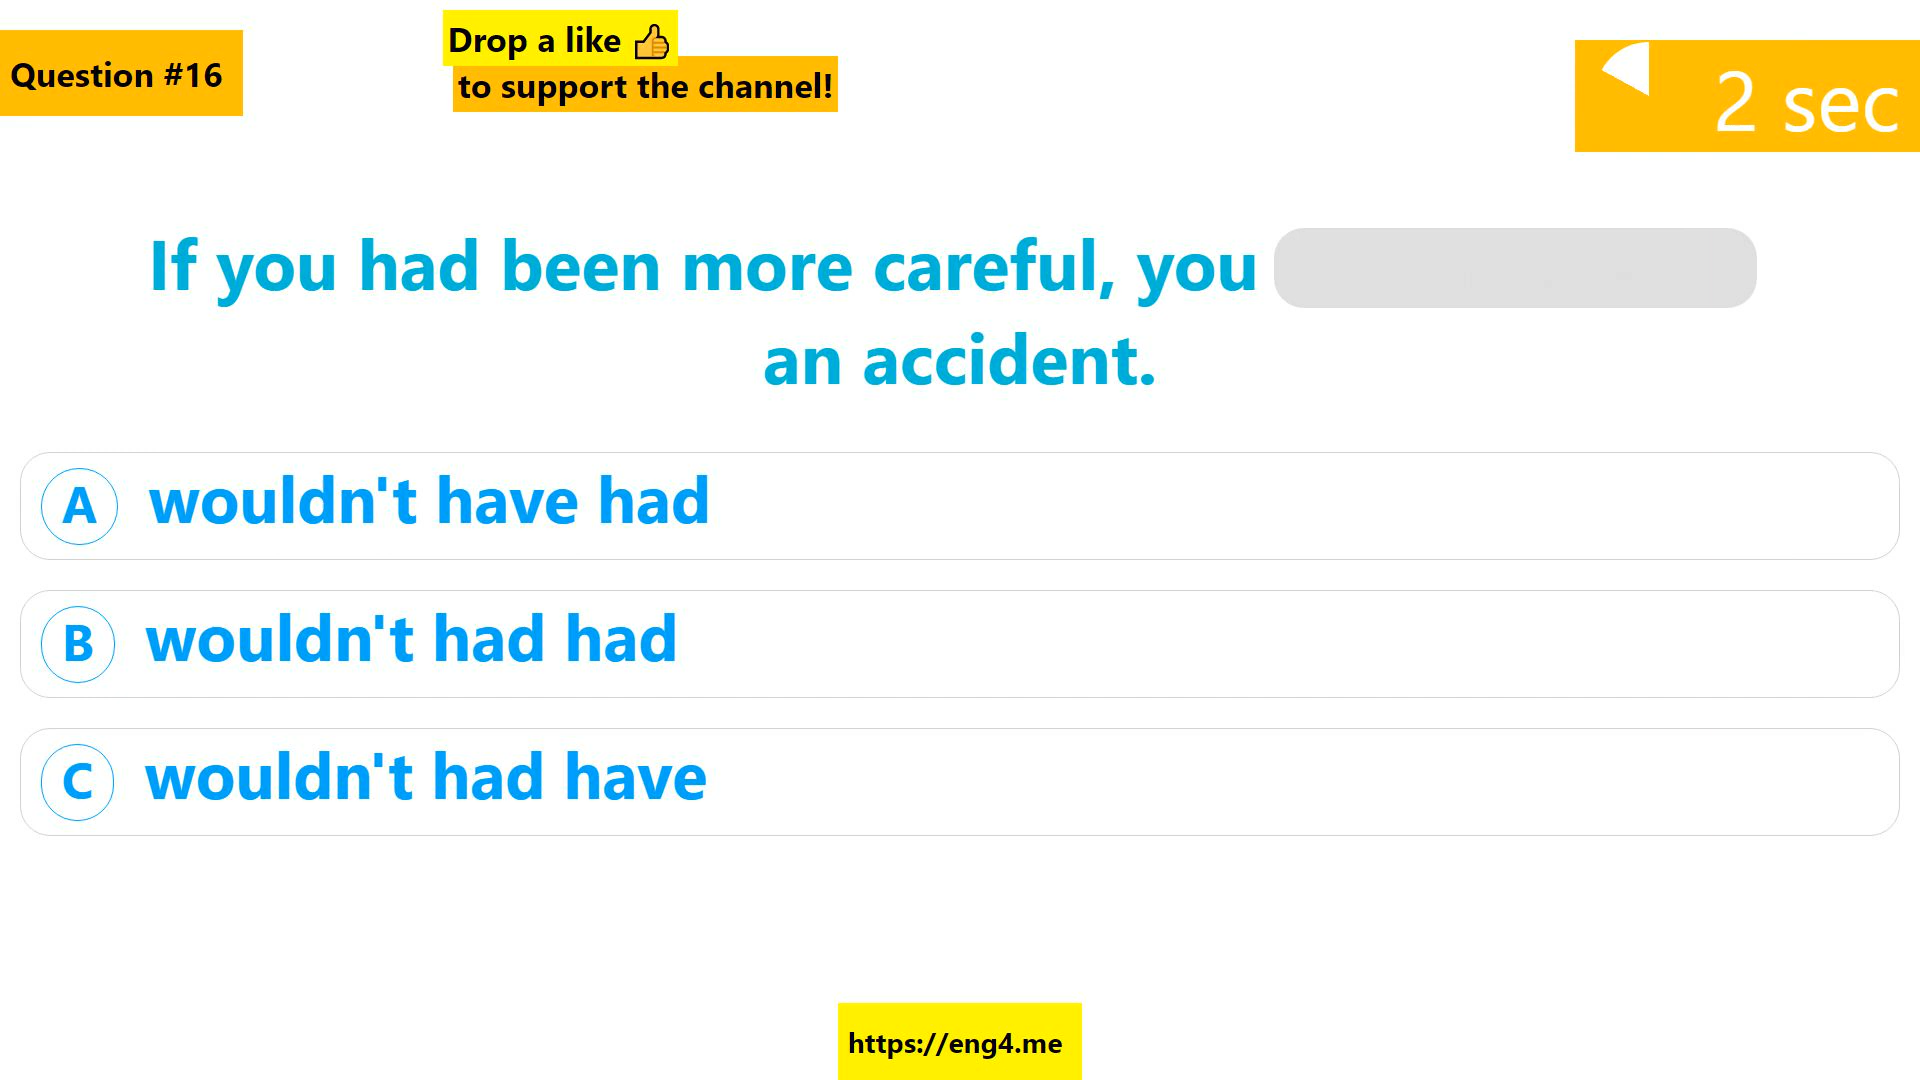 Question #16
Drop a like 👍
to support the channel!
2 sec
If you had been more careful, you
an accident.
A wouldn't have had
B wouldn't had had
C wouldn't had have
https://eng4.me